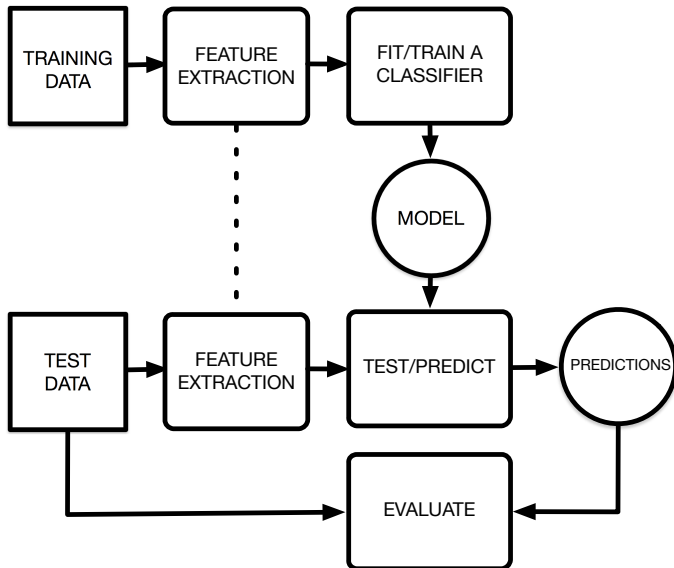 TRAINING
DATA
FEATURE
EXTRACTION
FIT/TRAIN A
CLASSIFIER
MODEL
TEST
DATA
FEATURE
EXTRACTION
TEST/PREDICT
PREDICTIONS
EVALUATE